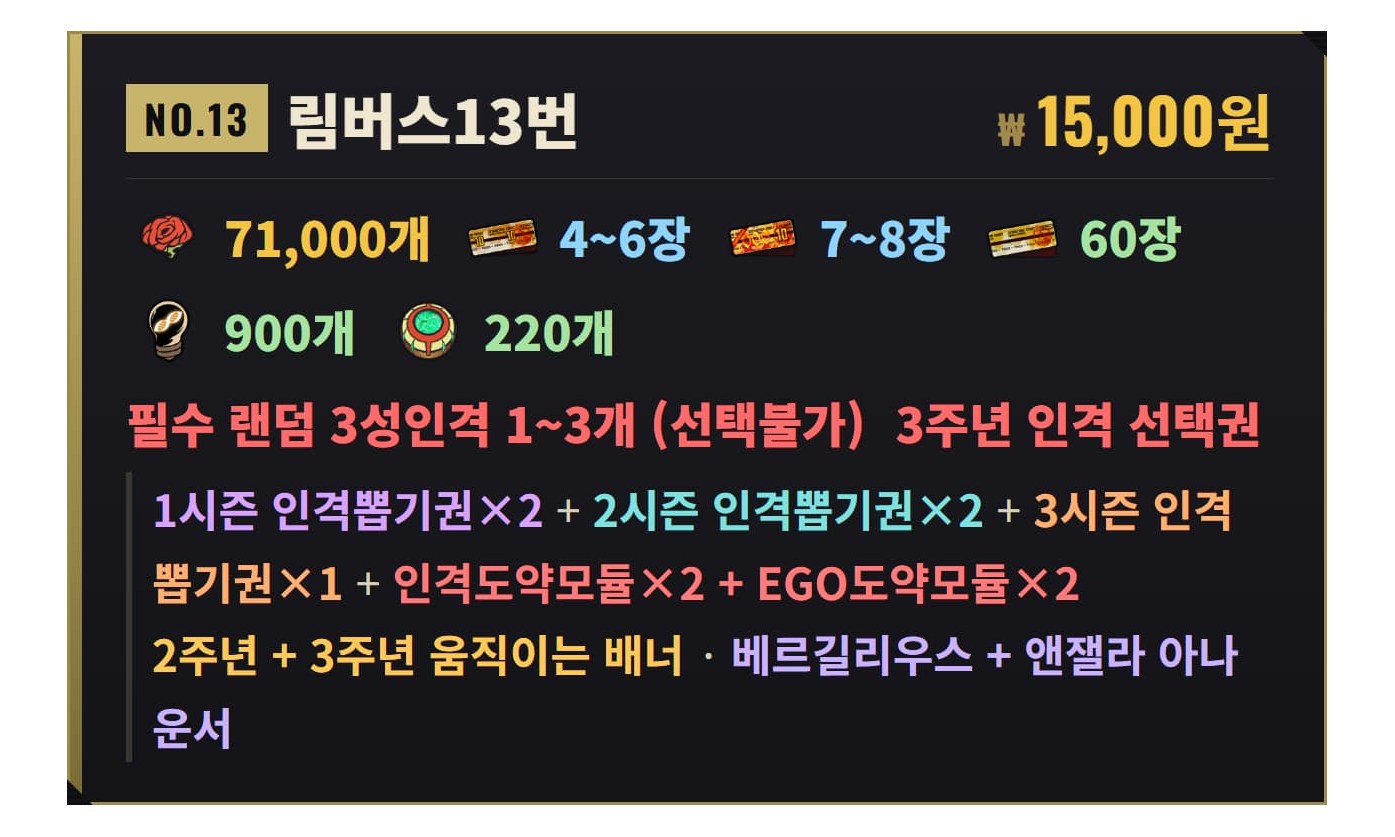 NO.13 림버스13번 ₩ 15,000원
71,000개 4~6장 7~8장 60장
900개 220개
필수 랜덤 3성인격 1~3개 (선택불가) 3주년 인격 선택권
1시즌 인격뽑기권×2 + 2시즌 인격뽑기권×2 + 3시즌 인격
뽑기권×1 + 인격도약모듈×2 + EGO도약모듈×2
2주년 + 3주년 움직이는 배너 · 베르길리우스 + 앤잴라 아나
운서